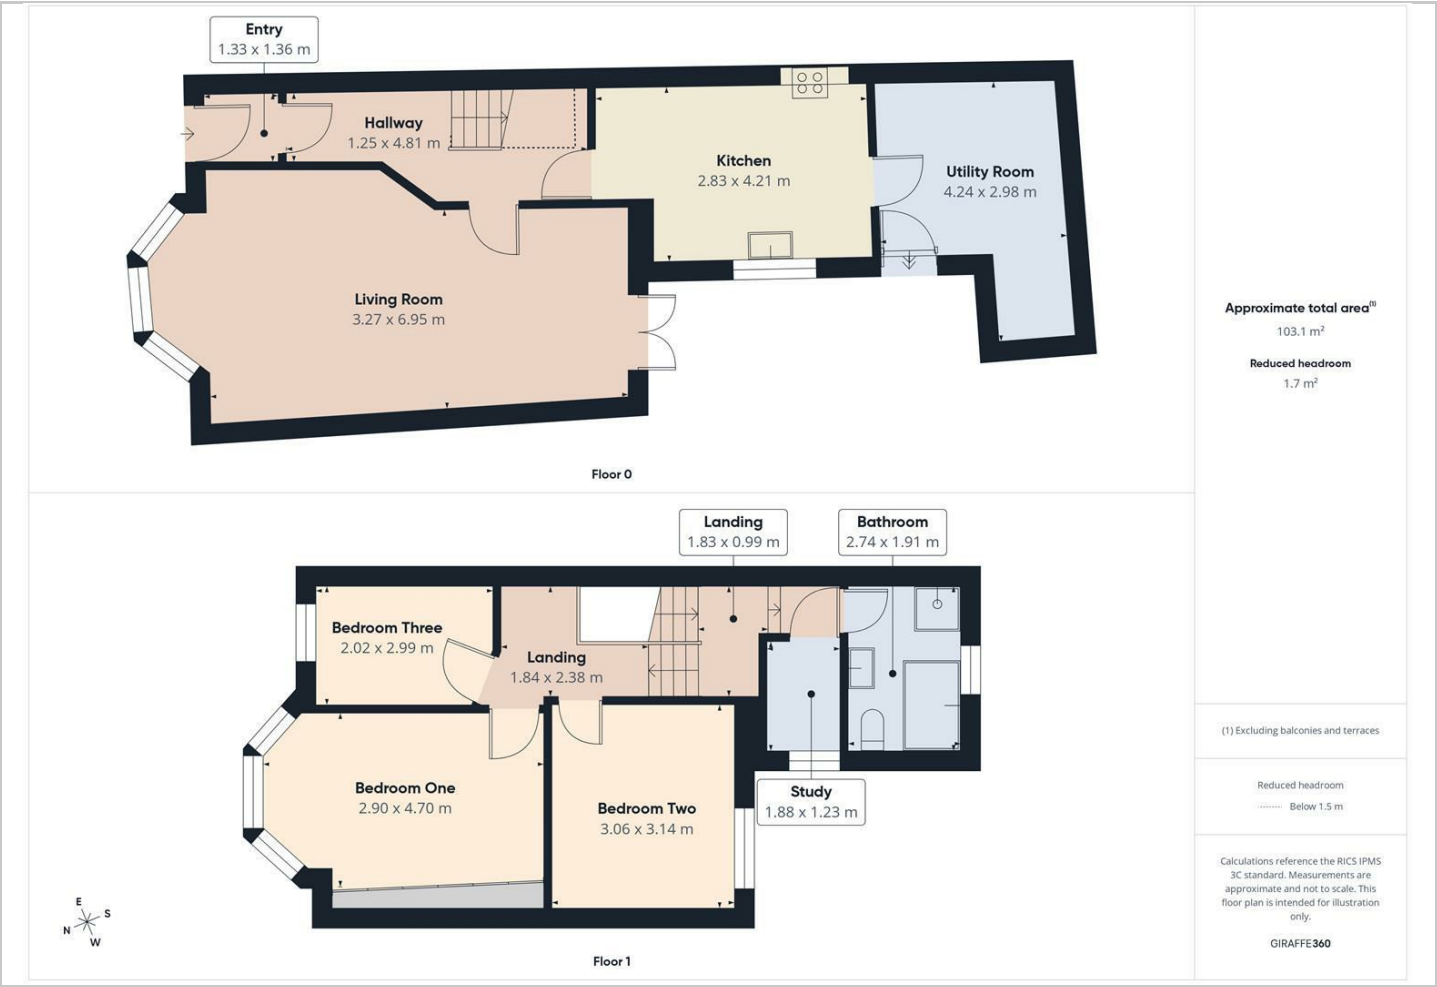 Entry
1.33 x 1.36 m
Hallway
1.25 x 4.81 m
Kitchen
2.83 x 4.21 m
Utility Room
4.24 x 2.98 m
Living Room
3.27 x 6.95 m
Floor 0
Landing
1.83 x 0.99 m
Bathroom
2.74 x 1.91 m
Bedroom Three
2.02 x 2.99 m
Landing
1.84 x 2.38 m
Bedroom One
2.90 x 4.70 m
Bedroom Two
3.06 x 3.14 m
Study
1.88 x 1.23 m
E
S
N
W
Floor 1
Approximate total area(1)
103.1 m²
Reduced headroom
1.7 m²
(1) Excluding balconies and terraces
Reduced headroom
Below 1.5 m
Calculations reference the RICS IPMS
3C standard. Measurements are
approximate and not to scale. This
floor plan is intended for illustration
only.
GIRAFFE360